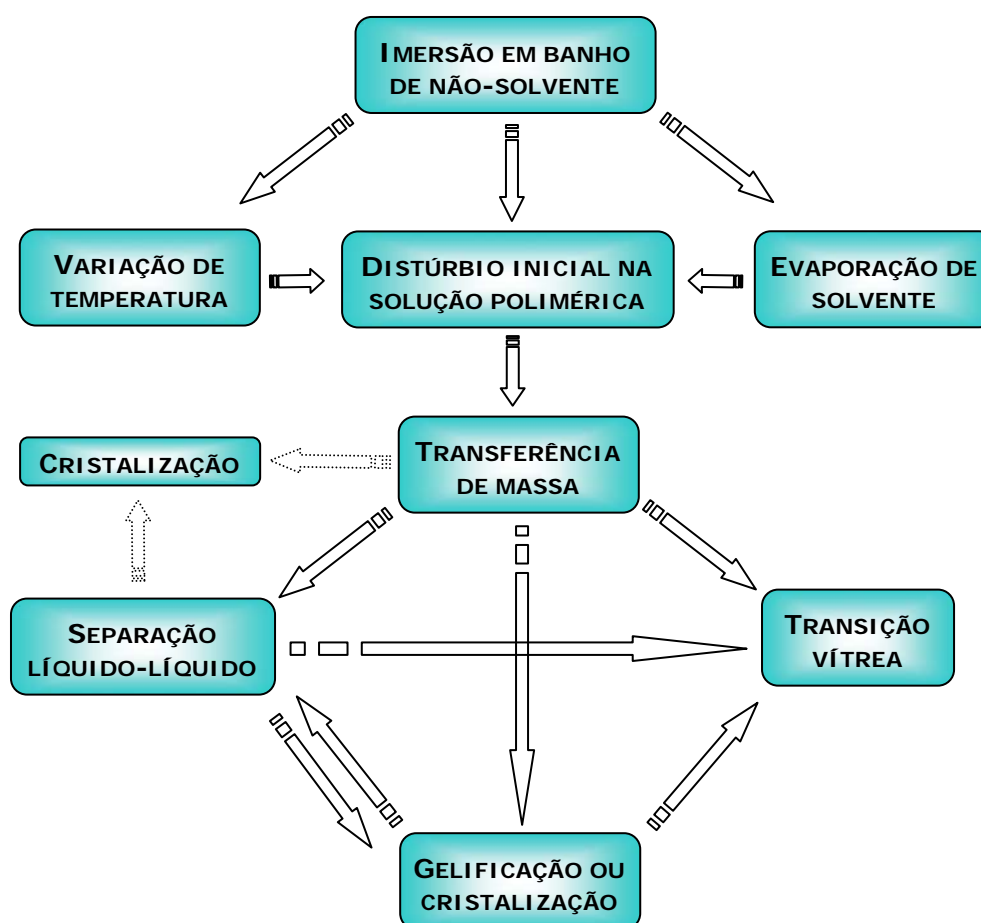 IMERSÃO EM BANHO
DE NÃO-SOLVENTE
VARIAÇÃO DE
TEMPERATURA
DISTÚRBIO INICIAL NA
SOLUÇÃO POLIMÉRICA
EVAPORAÇÃO DE
SOLVENTE
TRANSFERÊNCIA
DE MASSA
CRISTALIZAÇÃO
SEPARAÇÃO
LÍQUIDO-LÍQUIDO
TRANSIÇÃO
VÍTREA
GELIFICAÇÃO OU
CRISTALIZAÇÃO